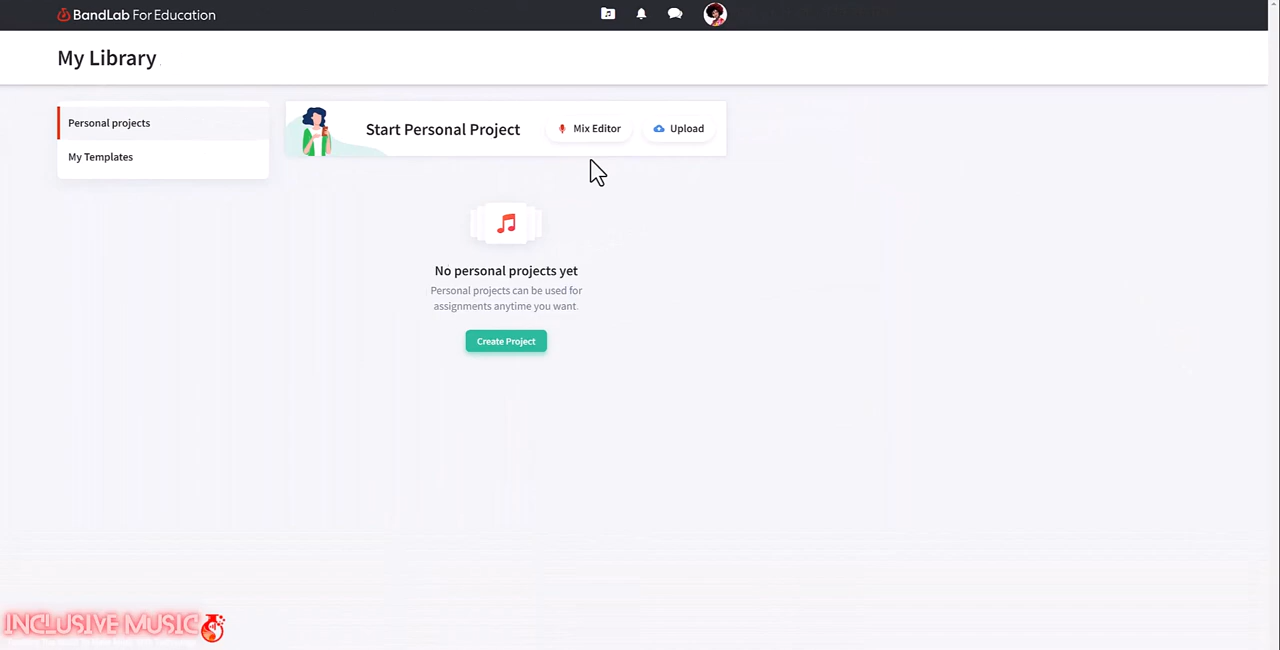 BandLab For Education
My Library
Personal projects
My Templates
Start Personal Project
Mix Editor
Upload
No personal projects yet
Personal projects can be used for
assignments anytime you want.
Create Project
INCLUSIVE MUSIC